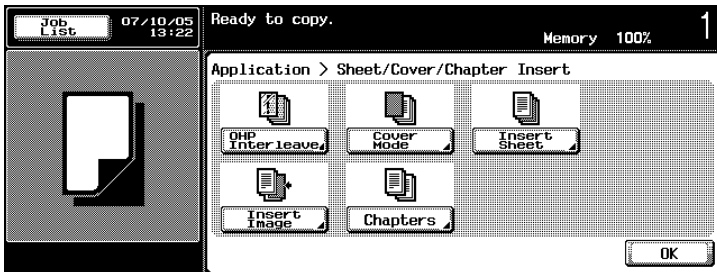 Job
List
07/10/05
13:22
Ready to copy.
Memory 100%
1
Application > Sheet/Cover/Chapter Insert
OHP
Interleave
Cover
Mode
Insert
Sheet
Insert
Image
Chapters
OK